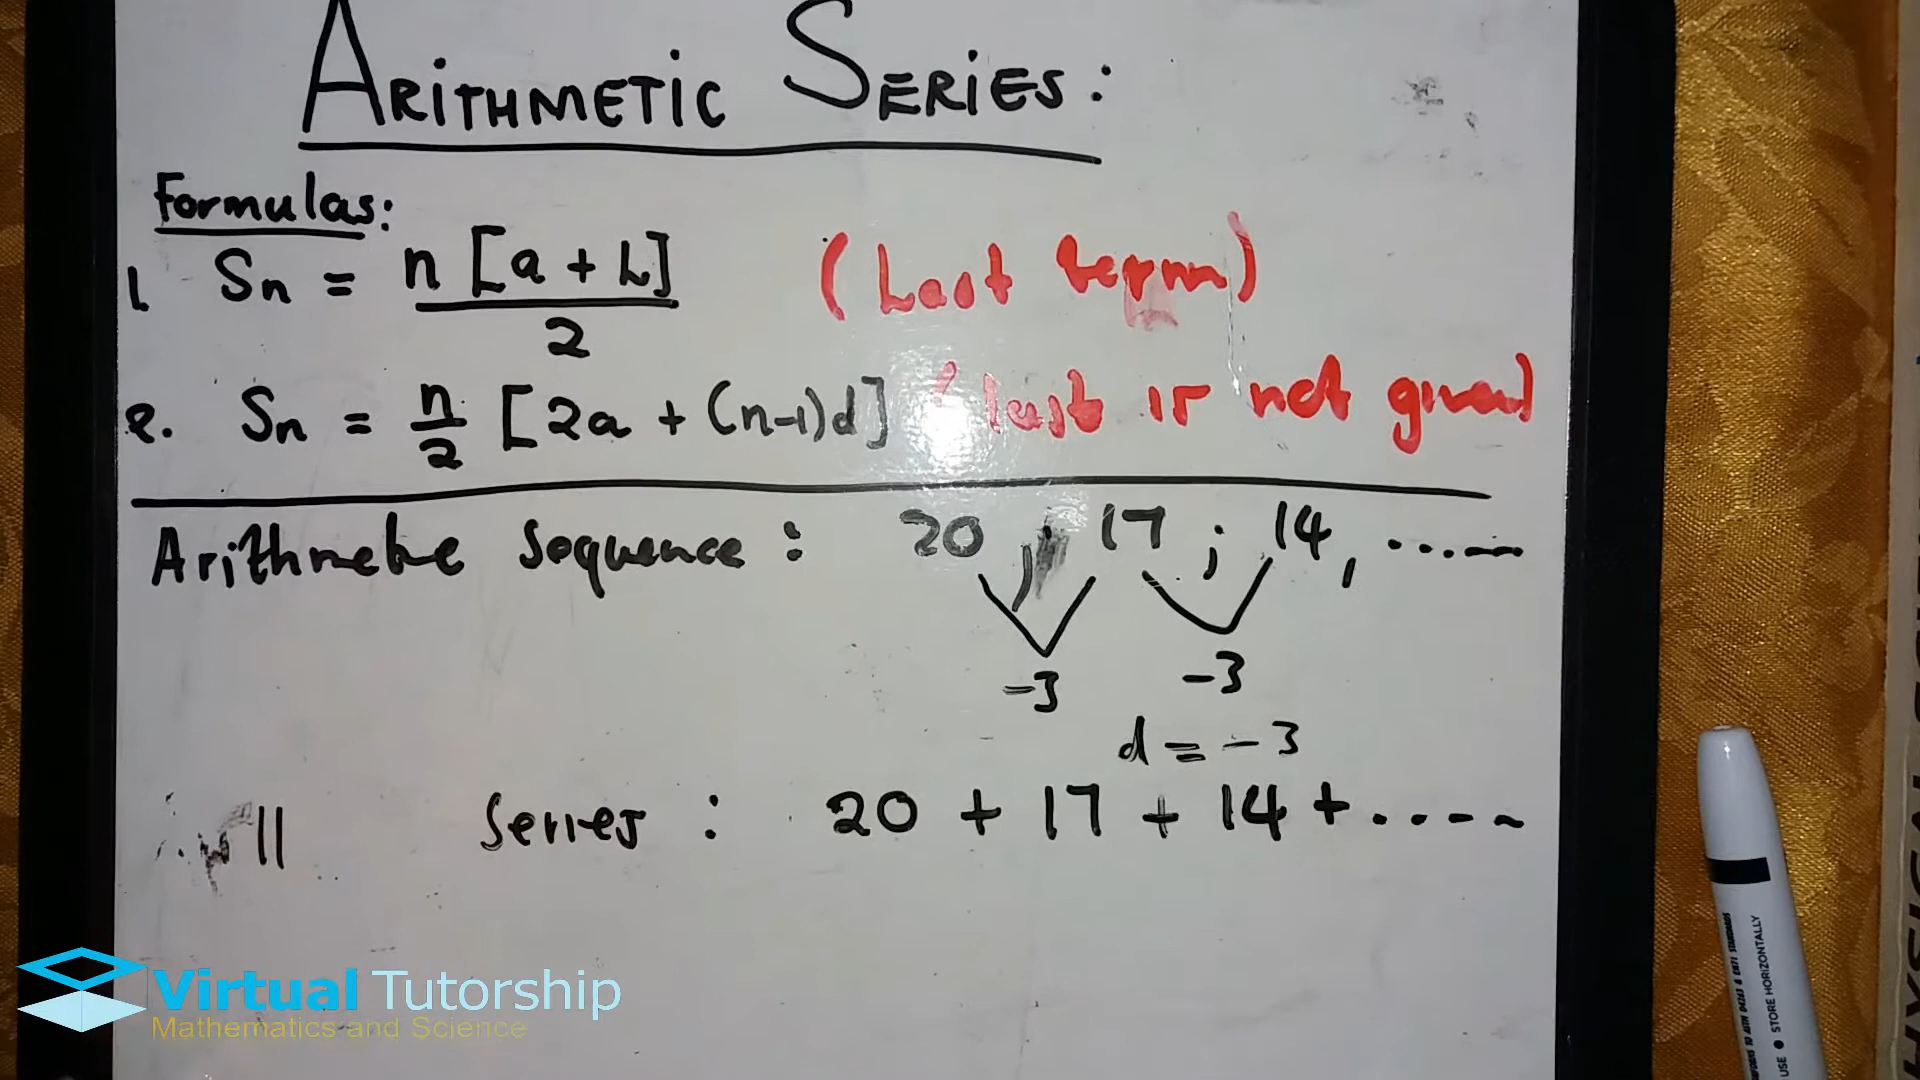 ARiTHMETiC SERiES:
Formulas:
1. Sn = n [a + L] / 2 (Last term)
2. Sn = n/2 [2a + (n-1)d] (last is not given)
Arithmetic Sequence : 20 , 17 ; 14, ......
-3 -3
d = -3
|| Series : 20 + 17 + 14 + .....
Virtual Tutorship
Mathematics and Science
USE ● STORE HORIZONTALLY